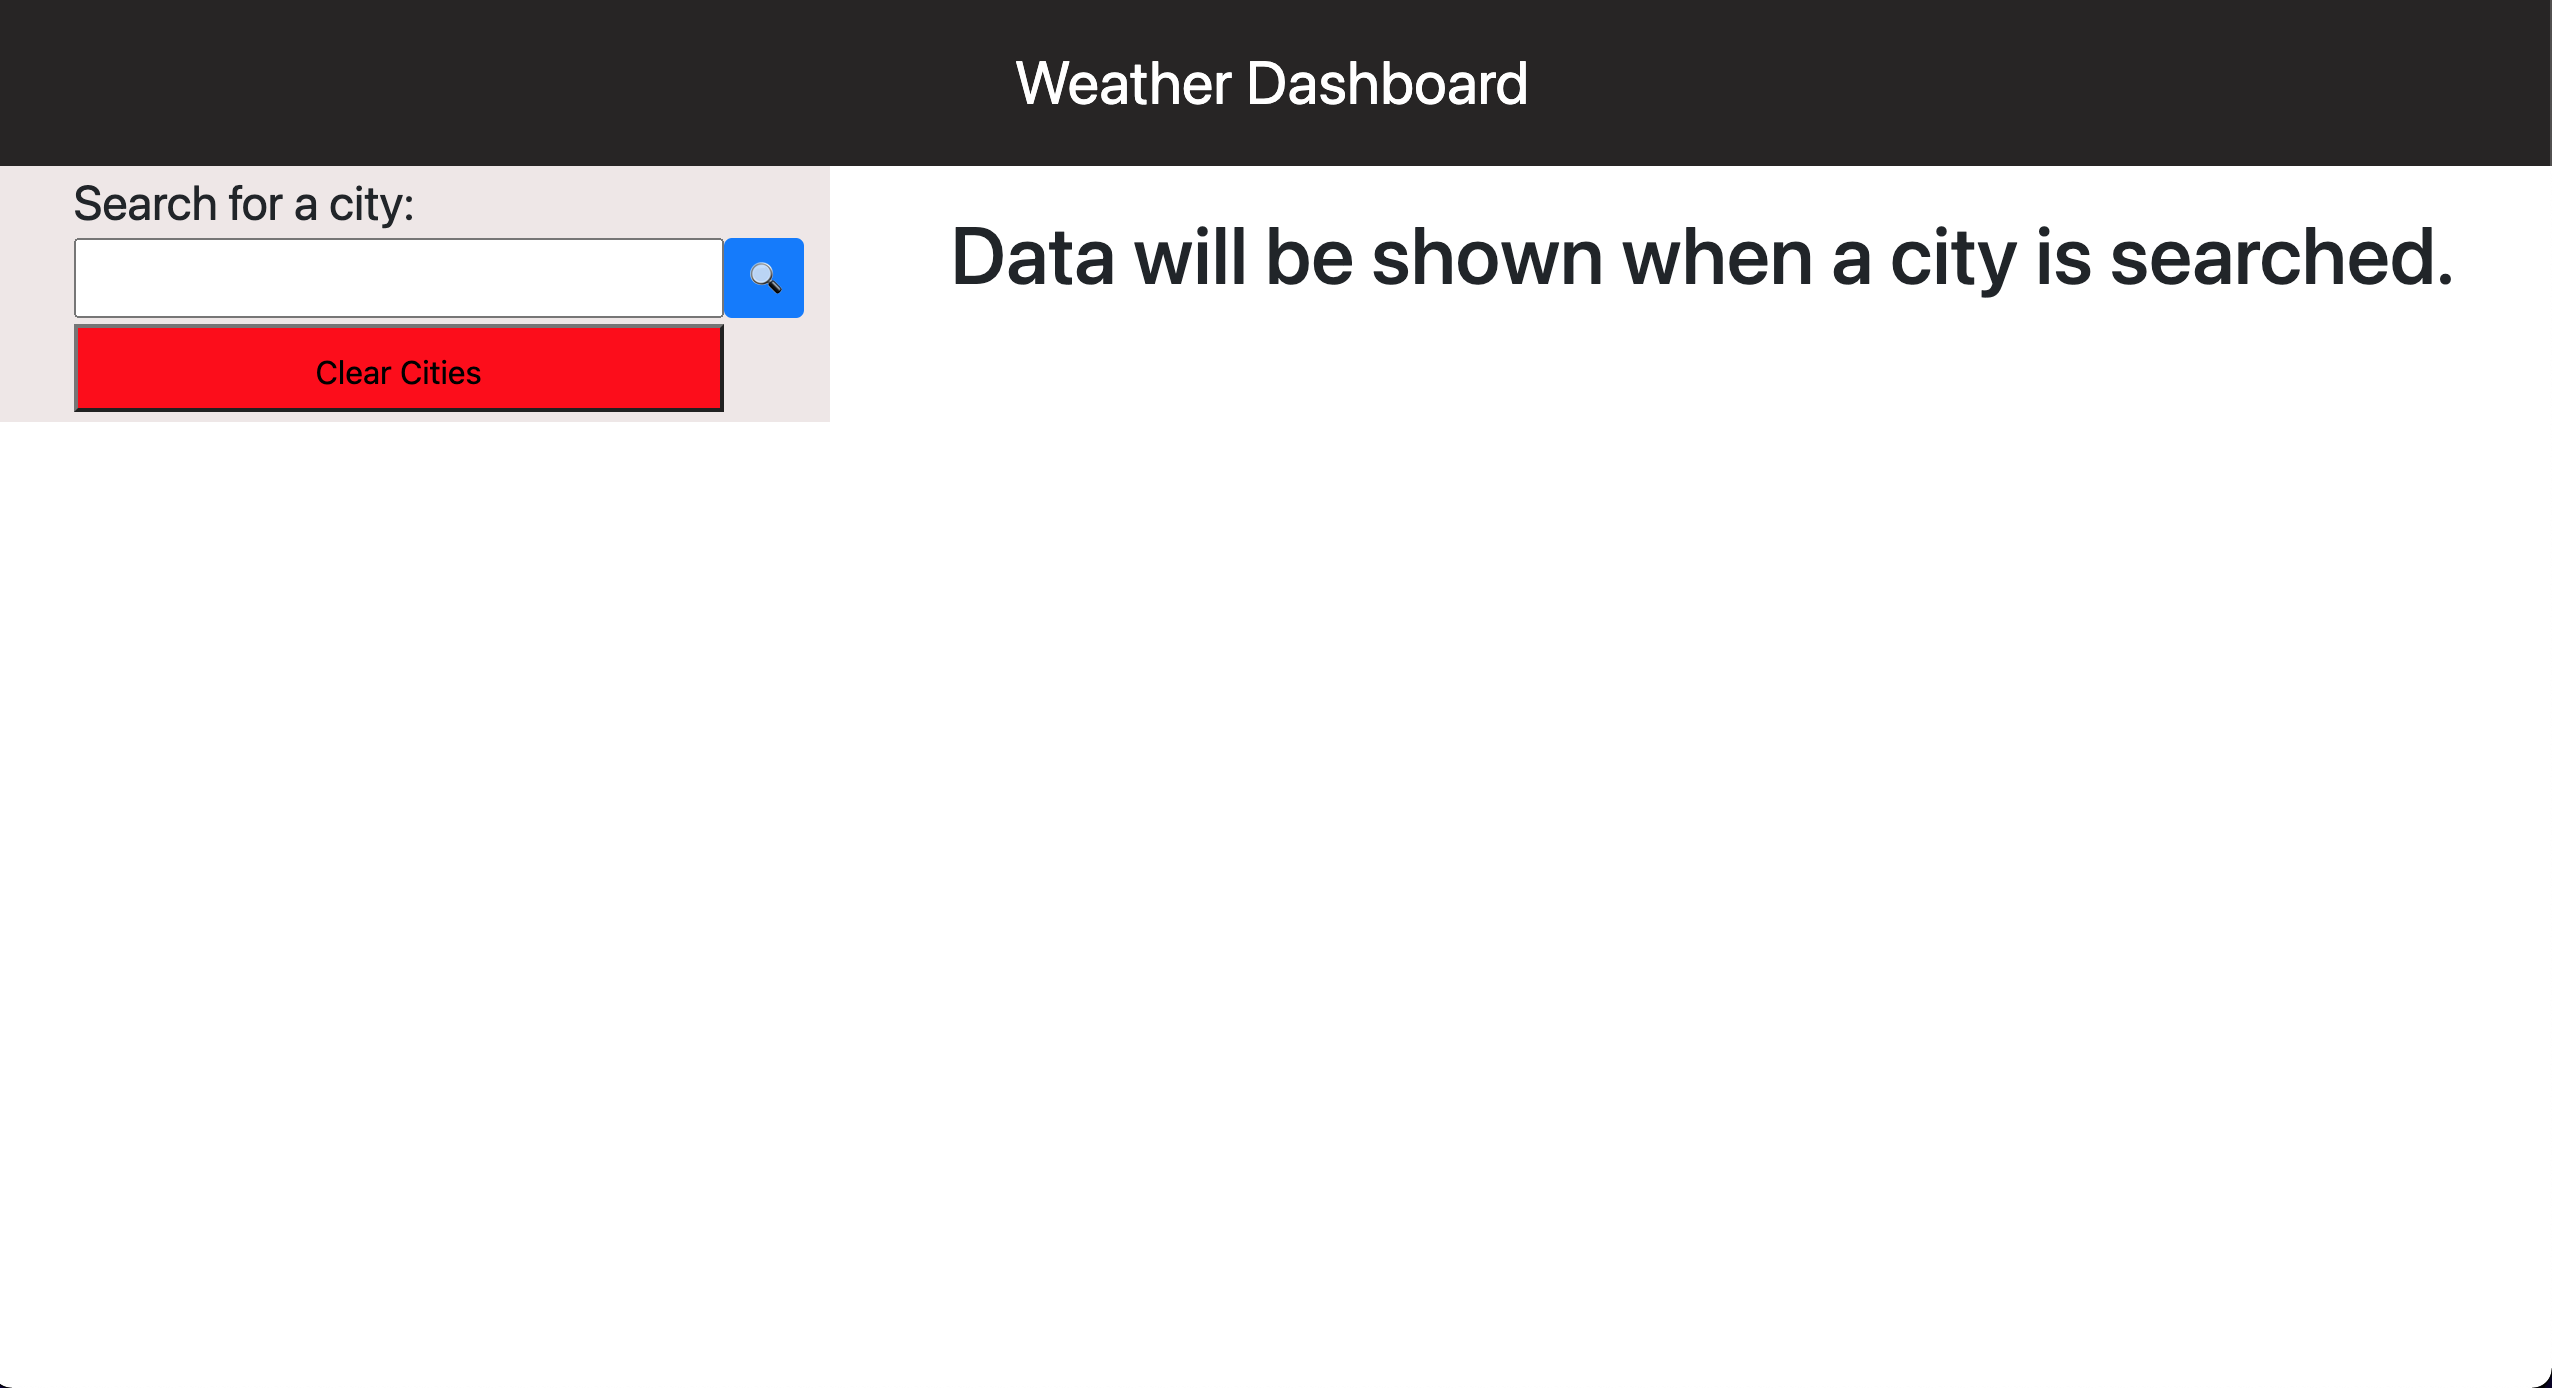 Weather Dashboard
Search for a city:
Data will be shown when a city is searched.
Clear Cities